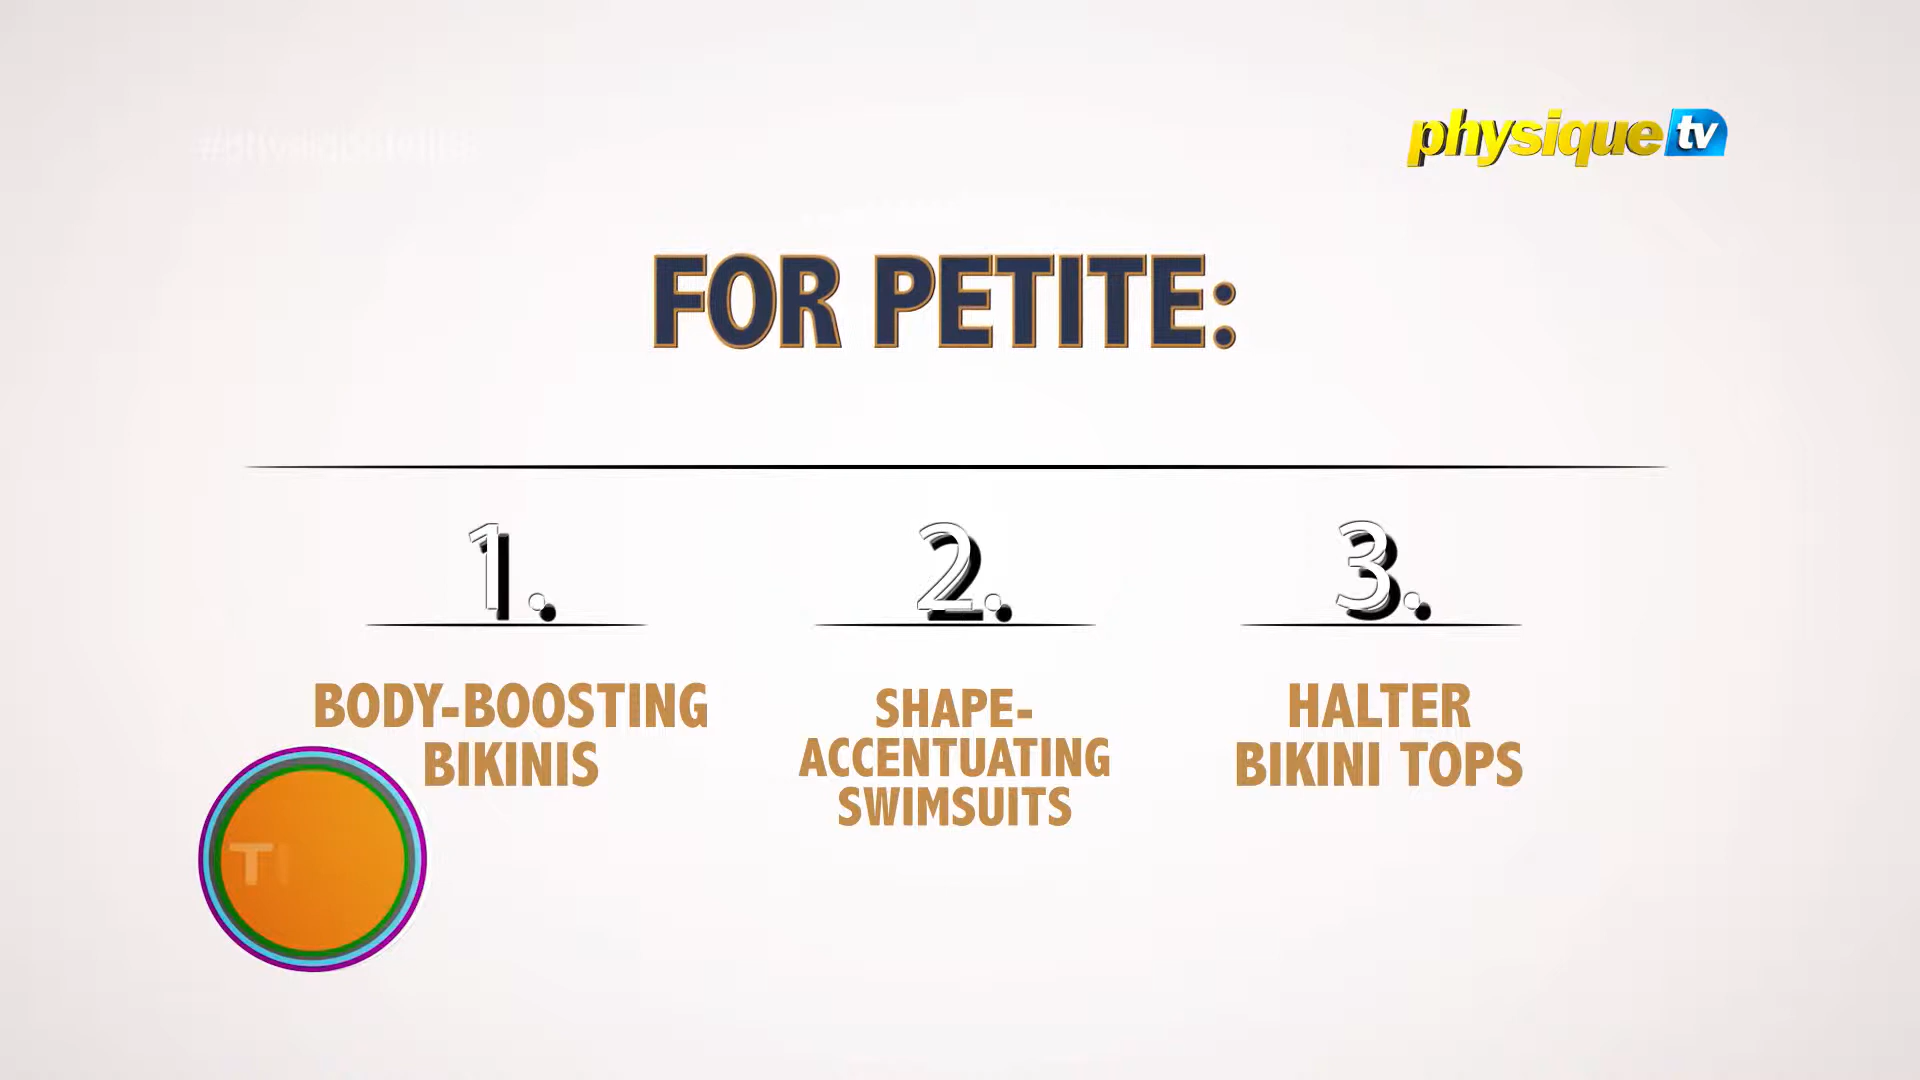 physique tv
FOR PETITE:
1.
2.
3.
BODY-BOOSTING
BIKINIS
SHAPE-
ACCENTUATING
SWIMSUITS
HALTER
BIKINI TOPS